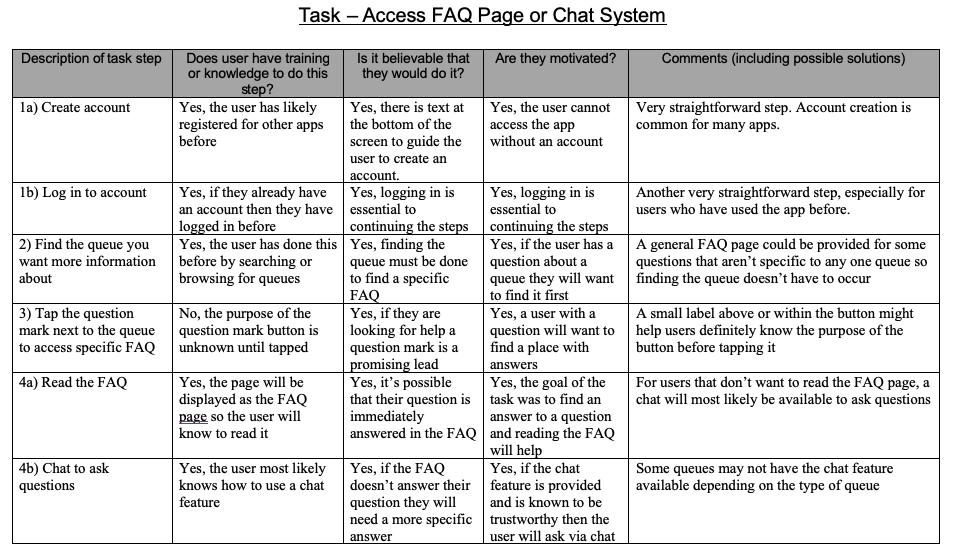 Task – Access FAQ Page or Chat System
Description of task step
Does user have training
or knowledge to do this
step?
Is it believable that
they would do it?
Are they motivated?
Comments (including possible solutions)
1a) Create account
Yes, the user has likely
registered for other apps
before
Yes, there is text at
the bottom of the
screen to guide the
user to create an
account.
Yes, the user cannot
access the app
without an account
Very straightforward step. Account creation is
common for many apps.
1b) Log in to account
Yes, if they already have
an account then they have
logged in before
Yes, logging in is
essential to
continuing the steps
Yes, logging in is
essential to
continuing the steps
Another very straightforward step, especially for
users who have used the app before.
2) Find the queue you
want more information
about
Yes, the user has done this
before by searching or
browsing for queues
Yes, finding the
queue must be done
to find a specific
FAQ
Yes, if the user has a
question about a
queue they will want
to find it first
A general FAQ page could be provided for some
questions that aren’t specific to any one queue so
finding the queue doesn’t have to occur
3) Tap the question
mark next to the queue
to access specific FAQ
No, the purpose of the
question mark button is
unknown until tapped
Yes, if they are
looking for help a
question mark is a
promising lead
Yes, a user with a
question will want to
find a place with
answers
A small label above or within the button might
help users definitely know the purpose of the
button before tapping it
4a) Read the FAQ
Yes, the page will be
displayed as the FAQ
page so the user will
know to read it
Yes, it’s possible
that their question is
immediately
answered in the FAQ
Yes, the goal of the
task was to find an
answer to a question
and reading the FAQ
will help
For users that don’t want to read the FAQ page, a
chat will most likely be available to ask questions
4b) Chat to ask
questions
Yes, the user most likely
knows how to use a chat
feature
Yes, if the FAQ
doesn’t answer their
question they will
need a more specific
answer
Yes, if the chat
feature is provided
and is known to be
trustworthy then the
user will ask via chat
Some queues may not have the chat feature
available depending on the type of queue